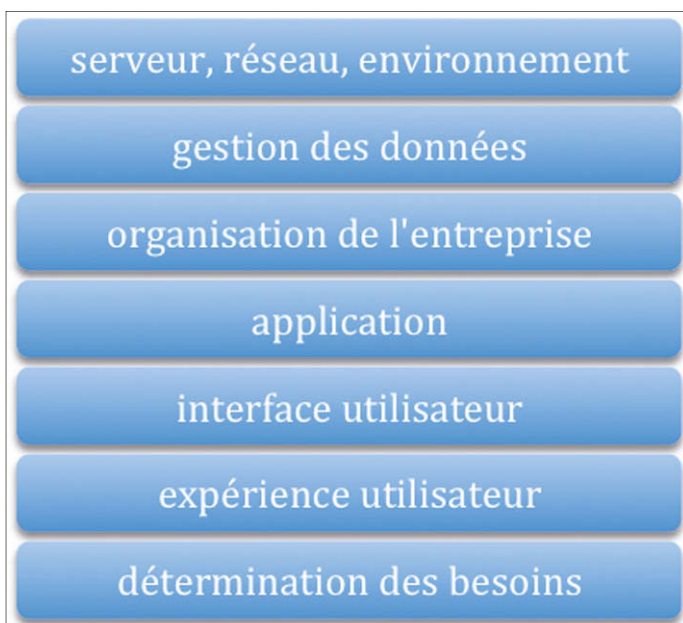 serveur, réseau, environnement
gestion des données
organisation de l'entreprise
application
interface utilisateur
expérience utilisateur
détermination des besoins